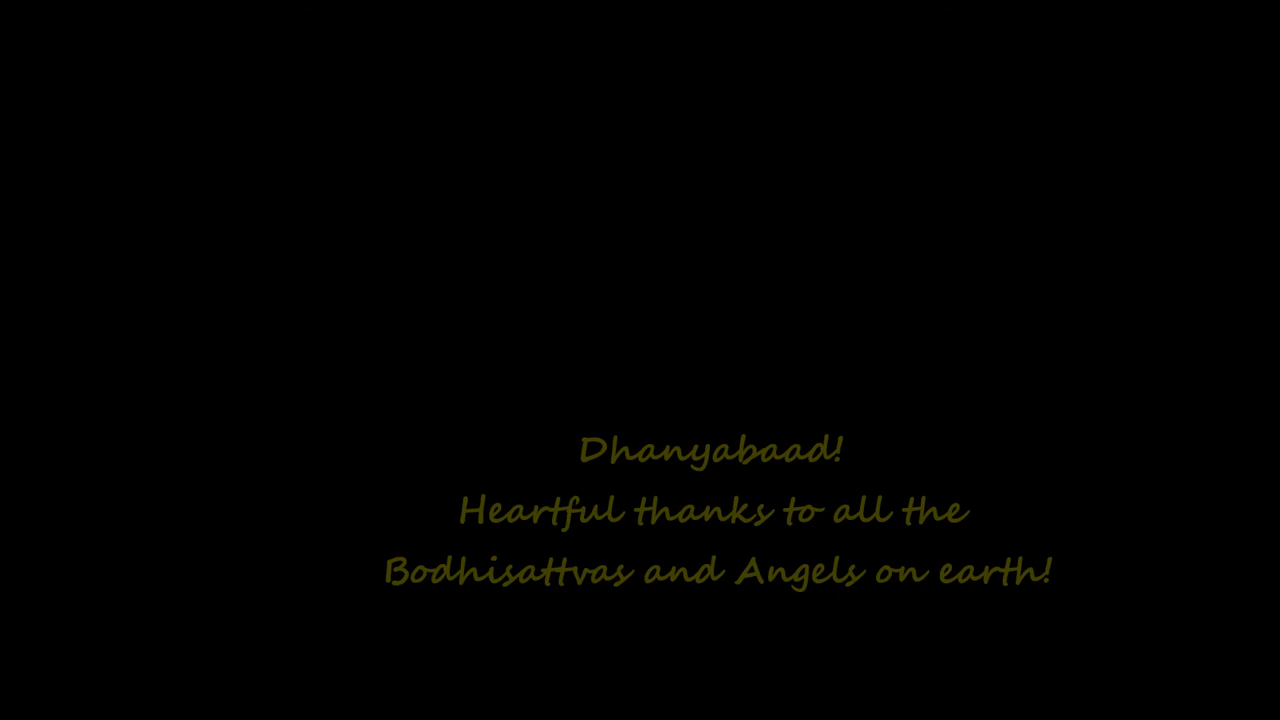 Dhanyabaad!
Heartful thanks to all the
Bodhisattvas and Angels on earth!